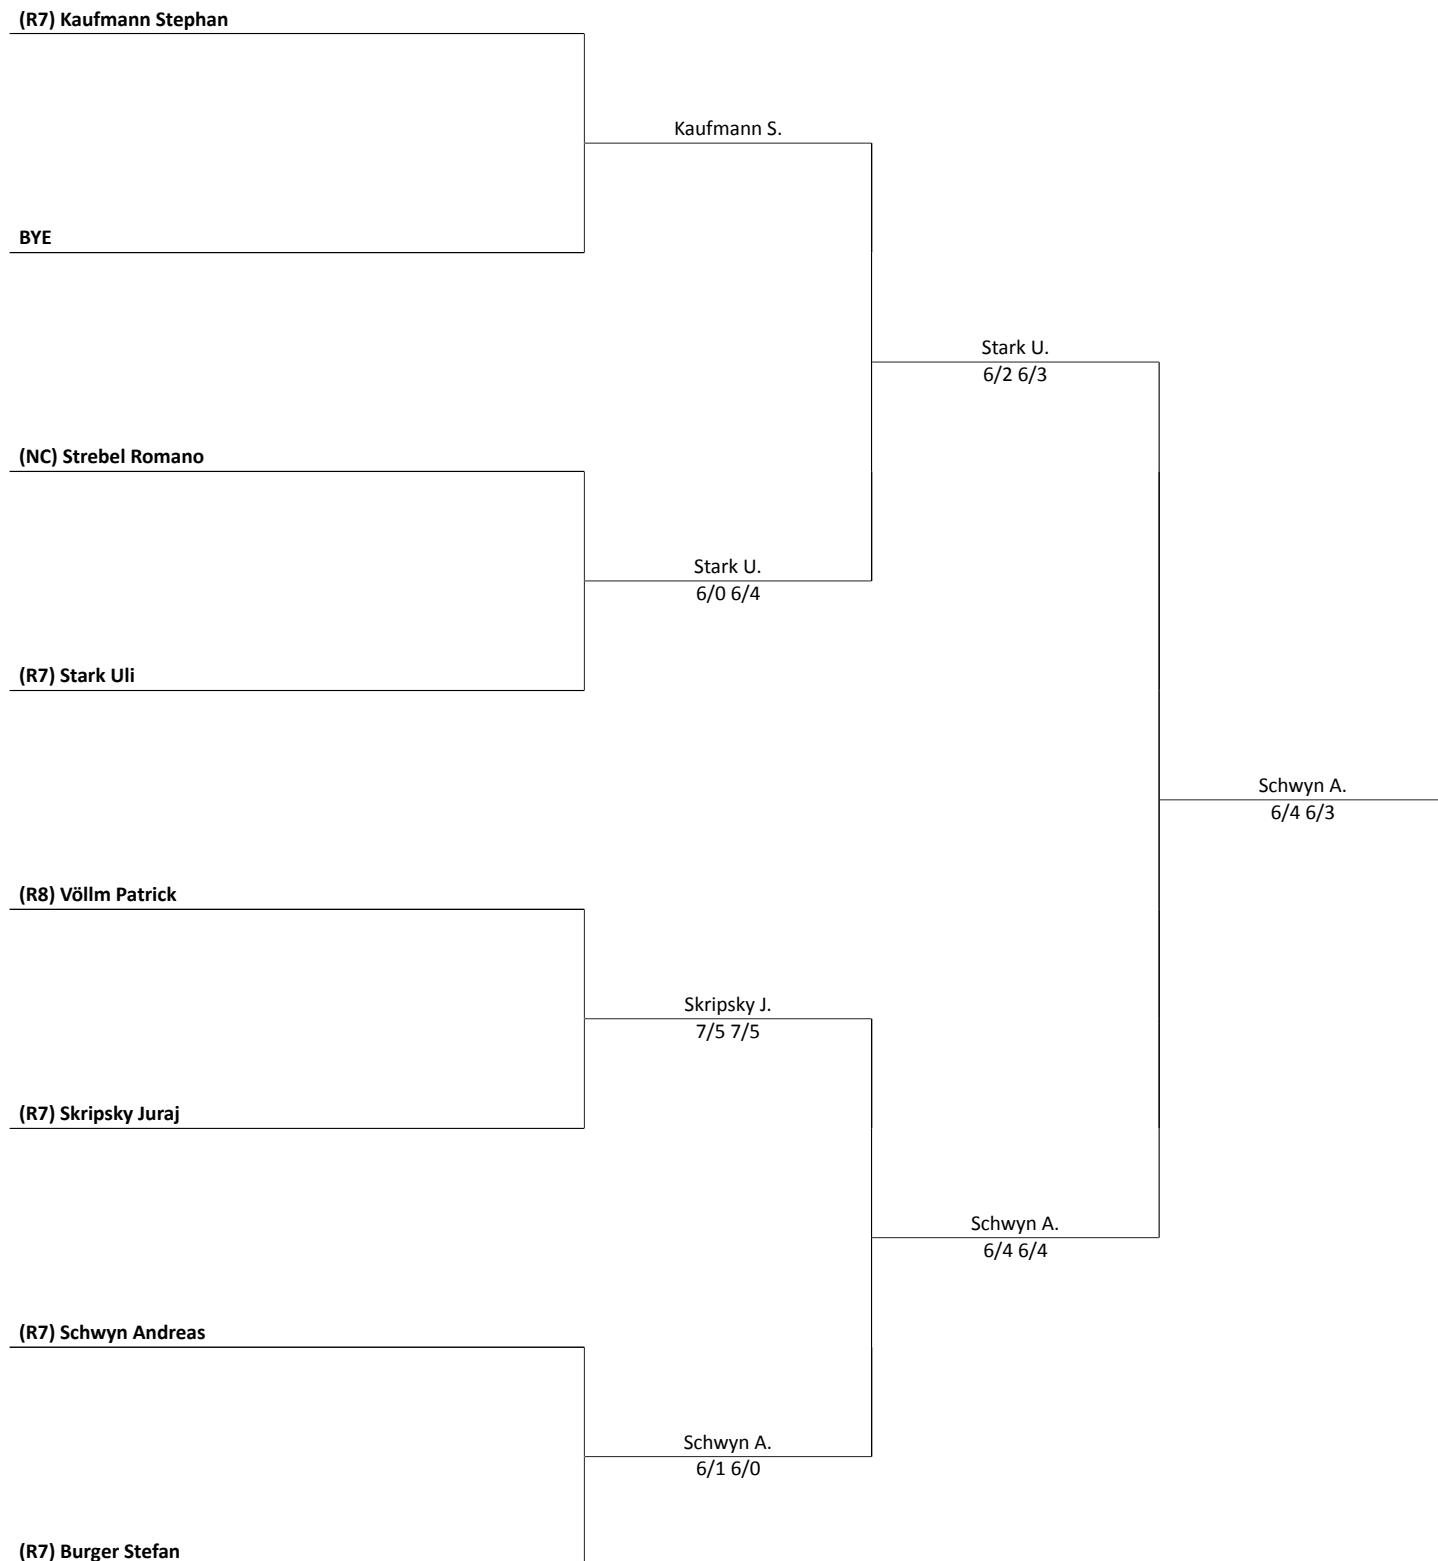 (R7) Kaufmann Stephan
Kaufmann S.
BYE
Stark U.
6/2 6/3
(NC) Strebel Romano
Stark U.
6/0 6/4
(R7) Stark Uli
Schwyn A.
6/4 6/3
(R8) Völlm Patrick
Skripsky J.
7/5 7/5
(R7) Skripsky Juraj
Schwyn A.
6/4 6/4
(R7) Schwyn Andreas
Schwyn A.
6/1 6/0
(R7) Burger Stefan